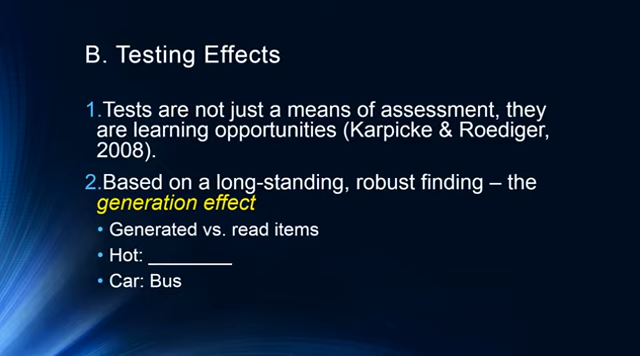 B. Testing Effects
1.Tests are not just a means of assessment, they
are learning opportunities (Karpicke & Roediger,
2008).
2.Based on a long-standing, robust finding – the
generation effect
• Generated vs. read items
• Hot: ________
• Car: Bus